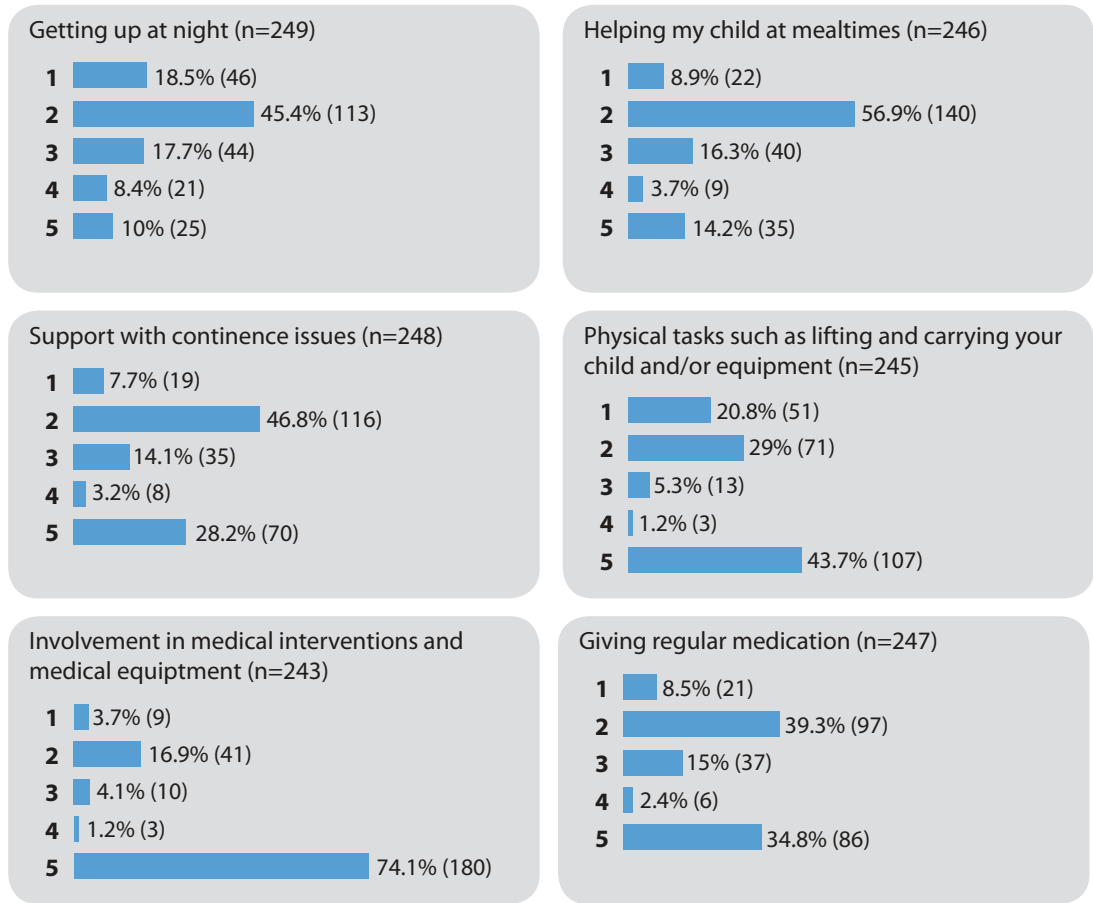 Getting up at night (n=249)
1 18.5% (46)
2 45.4% (113)
3 17.7% (44)
4 8.4% (21)
5 10% (25)
Helping my child at mealtimes (n=246)
1 8.9% (22)
2 56.9% (140)
3 16.3% (40)
4 3.7% (9)
5 14.2% (35)
Support with continence issues (n=248)
1 7.7% (19)
2 46.8% (116)
3 14.1% (35)
4 3.2% (8)
5 28.2% (70)
Physical tasks such as lifting and carrying your
child and/or equipment (n=245)
1 20.8% (51)
2 29% (71)
3 5.3% (13)
4 1.2% (3)
5 43.7% (107)
Involvement in medical interventions and
medical equiptment (n=243)
1 3.7% (9)
2 16.9% (41)
3 4.1% (10)
4 1.2% (3)
5 74.1% (180)
Giving regular medication (n=247)
1 8.5% (21)
2 39.3% (97)
3 15% (37)
4 2.4% (6)
5 34.8% (86)